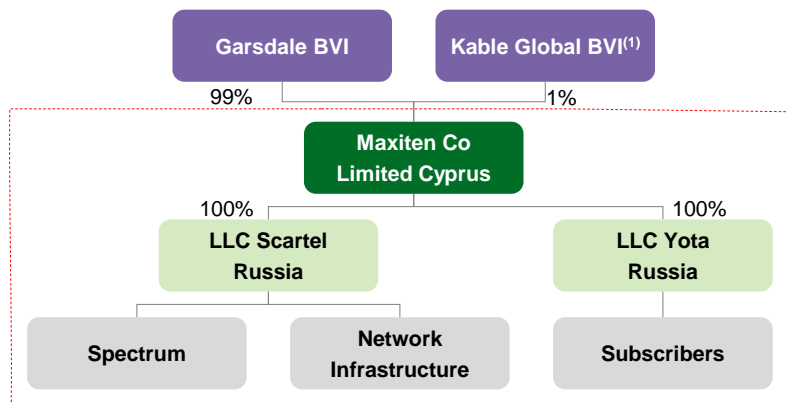 Garsdale BVI
Kable Global BVI(1)
99%
1%
Maxiten Co
Limited Cyprus
100%
100%
LLC Scartel
Russia
LLC Yota
Russia
Spectrum
Network
Infrastructure
Subscribers